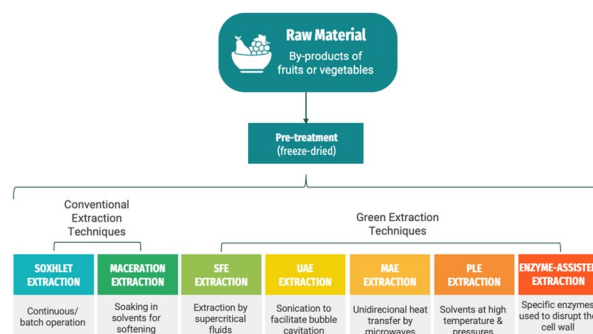 Raw Material
By-products of
fruits or vegetables
Pre-treatment
(freeze-dried)
Conventional
Extraction
Techniques
Green Extraction
Techniques
SOXHLET
EXTRACTION
MACERATION
EXTRACTION
SFE
EXTRACTION
UAE
EXTRACTION
MAE
EXTRACTION
PLE
EXTRACTION
ENZYME-ASSISTED
EXTRACTION
Continuous/
batch operation
Soaking in
solvents for
softening
Extraction by
supercritical
fluids
Sonication to
facilitate bubble
cavitation
Unidirecional heat
transfer by
microwaves
Solvents at high
temperature &
pressures
Specific enzymes
used to disrupt the
cell wall